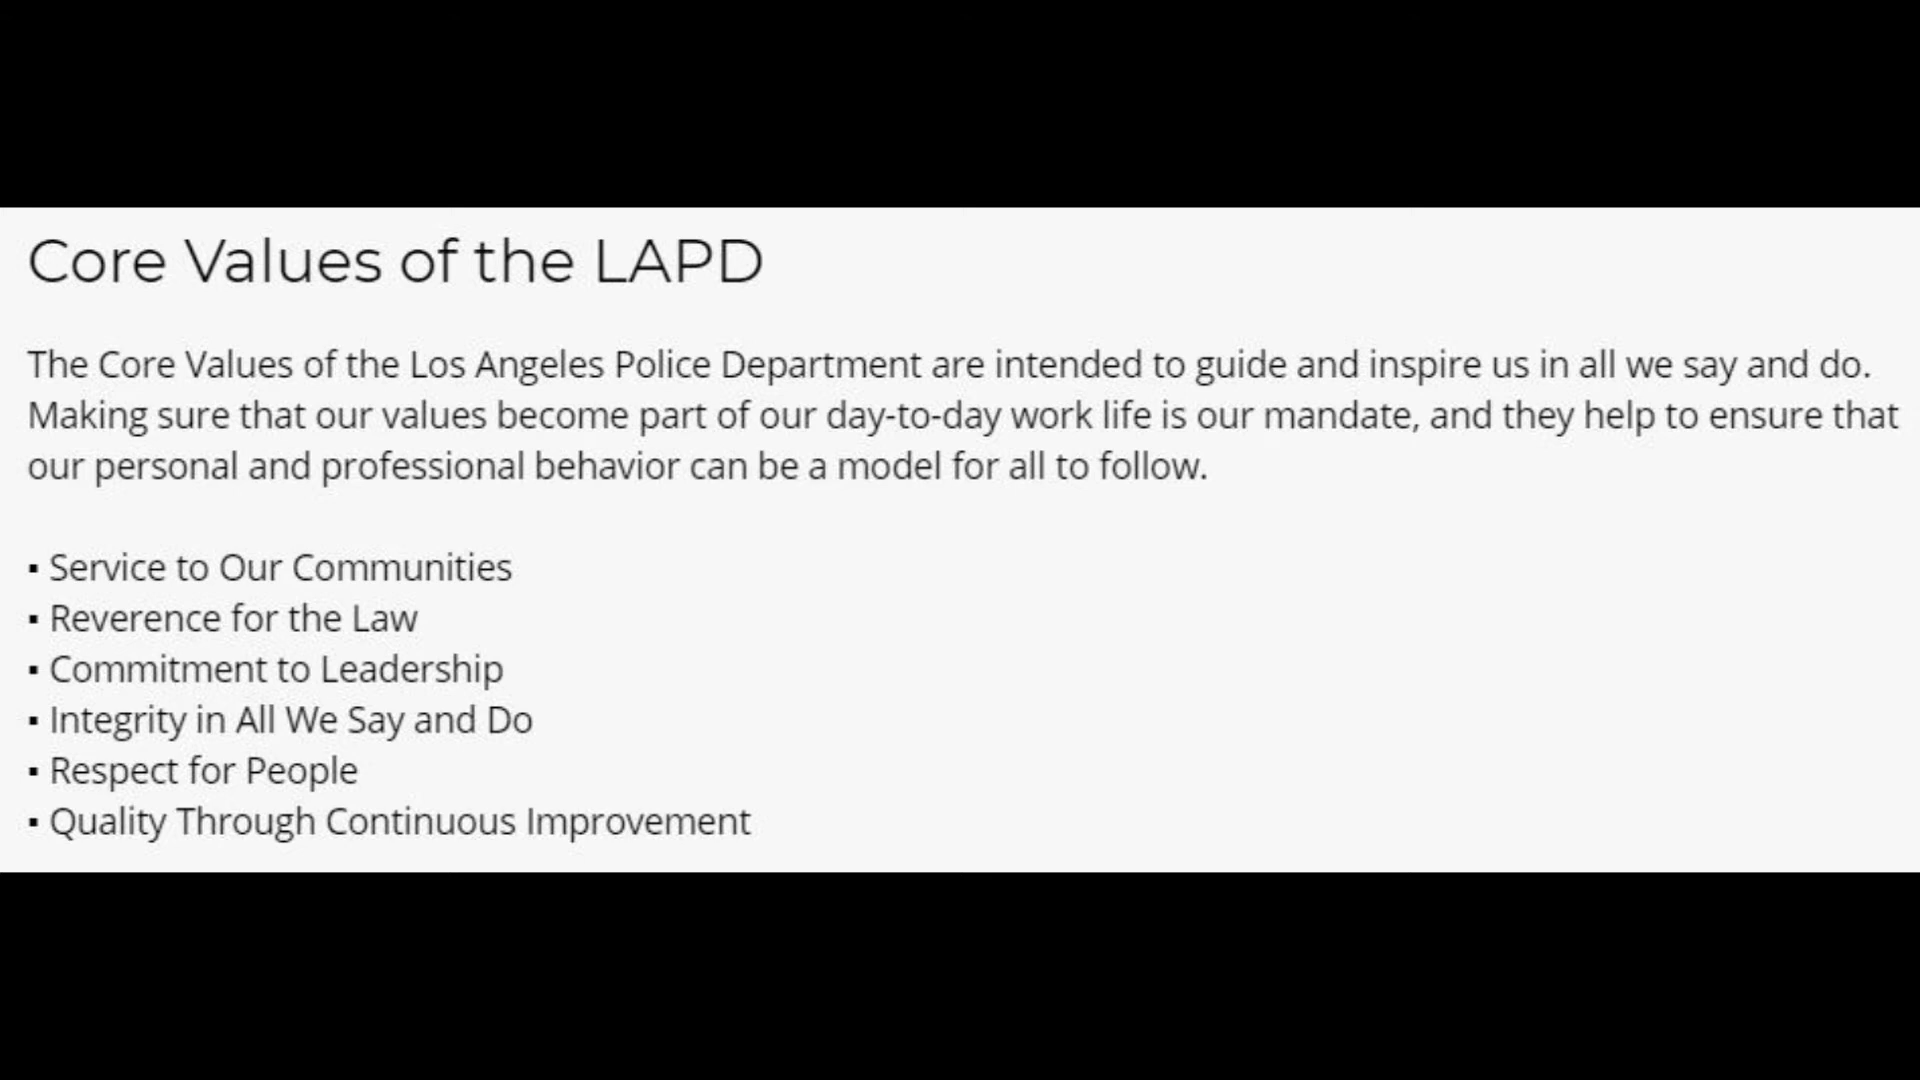 Core Values of the LAPD
The Core Values of the Los Angeles Police Department are intended to guide and inspire us in all we say and do.
Making sure that our values become part of our day-to-day work life is our mandate, and they help to ensure that
our personal and professional behavior can be a model for all to follow.
▪ Service to Our Communities
▪ Reverence for the Law
▪ Commitment to Leadership
▪ Integrity in All We Say and Do
▪ Respect for People
▪ Quality Through Continuous Improvement